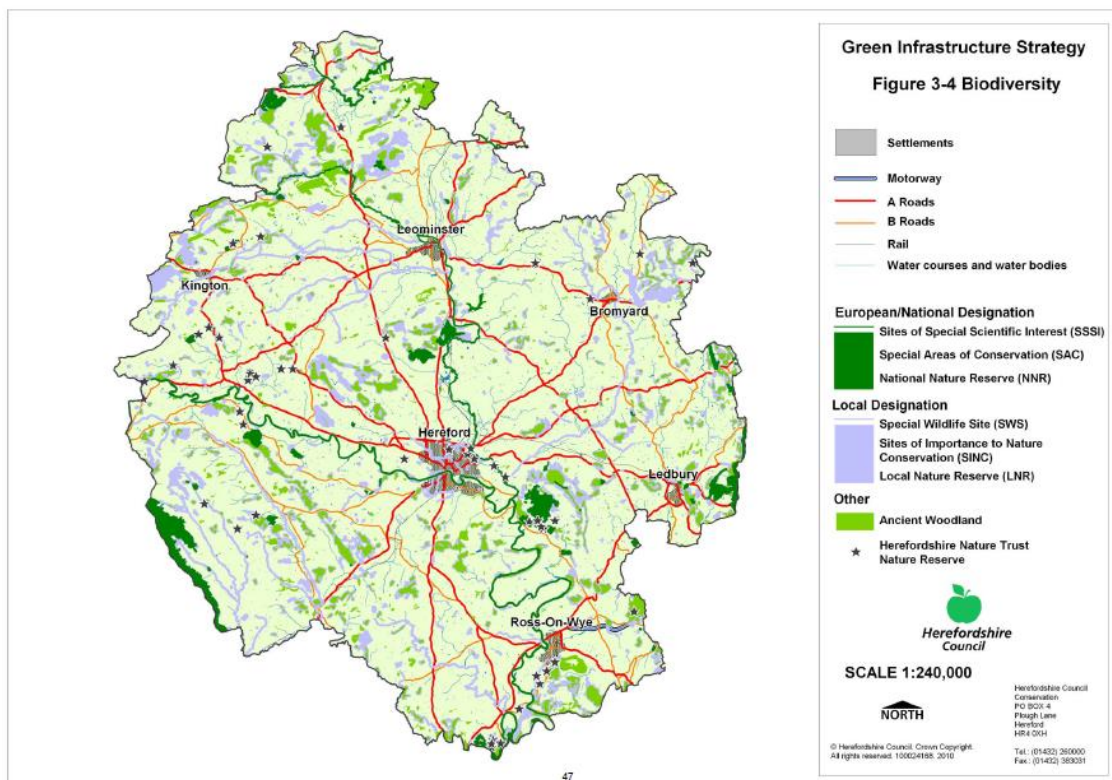 Green Infrastructure Strategy
Figure 3-4 Biodiversity
Settlements
Motorway
A Roads
B Roads
Rail
Water courses and water bodies
European/National Designation
Sites of Special Scientific Interest (SSSI)
Special Areas of Conservation (SAC)
National Nature Reserve (NNR)
Local Designation
Special Wildlife Site (SWS)
Sites of Importance to Nature
Conservation (SINC)
Local Nature Reserve (LNR)
Other
Ancient Woodland
Herefordshire Nature Trust
Nature Reserve
Herefordshire
Council
SCALE 1:240,000
NORTH
Herefordshire Council
Conservation
PO BOX 4
Plough Lane
Hereford
HR4 0XH
Tel.: (01432) 260000
Fax.: (01432) 383031
© Herefordshire Council. Crown Copyright.
All rights reserved. 100024168. 2010
Leominster
Kington
Bromyard
Hereford
Ledbury
Ross-On-Wye
47